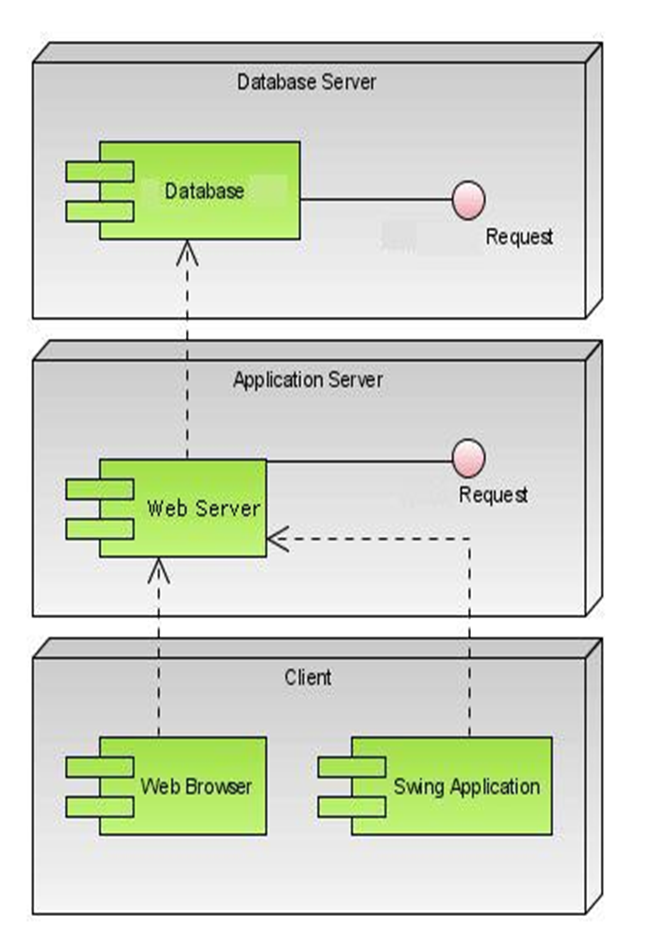 Database Server
Database
Request
Application Server
Request
Web Server
Client
Web Browser
Swing Application